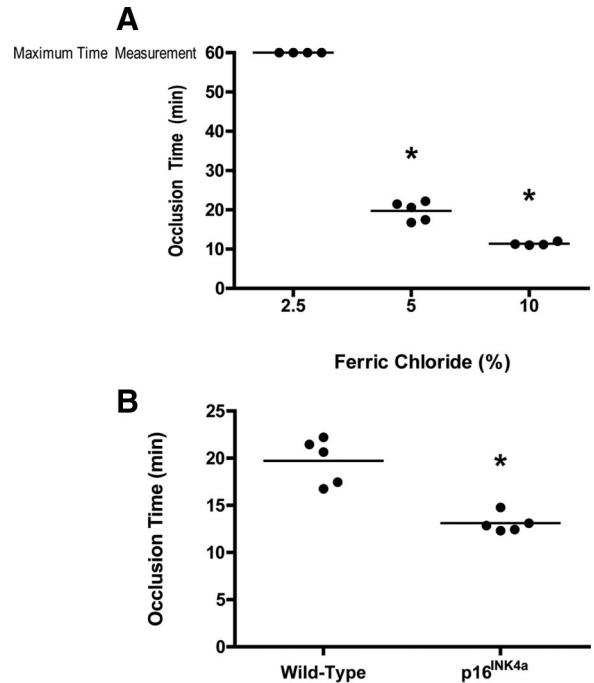 A
Maximum Time Measurement
Occlusion Time (min)
60
50
40
30
20
10
0
*
*
2.5 5 10
Ferric Chloride (%)
B
Occlusion Time (min)
25
20
15
10
5
0
*
Wild-Type p16INK4a